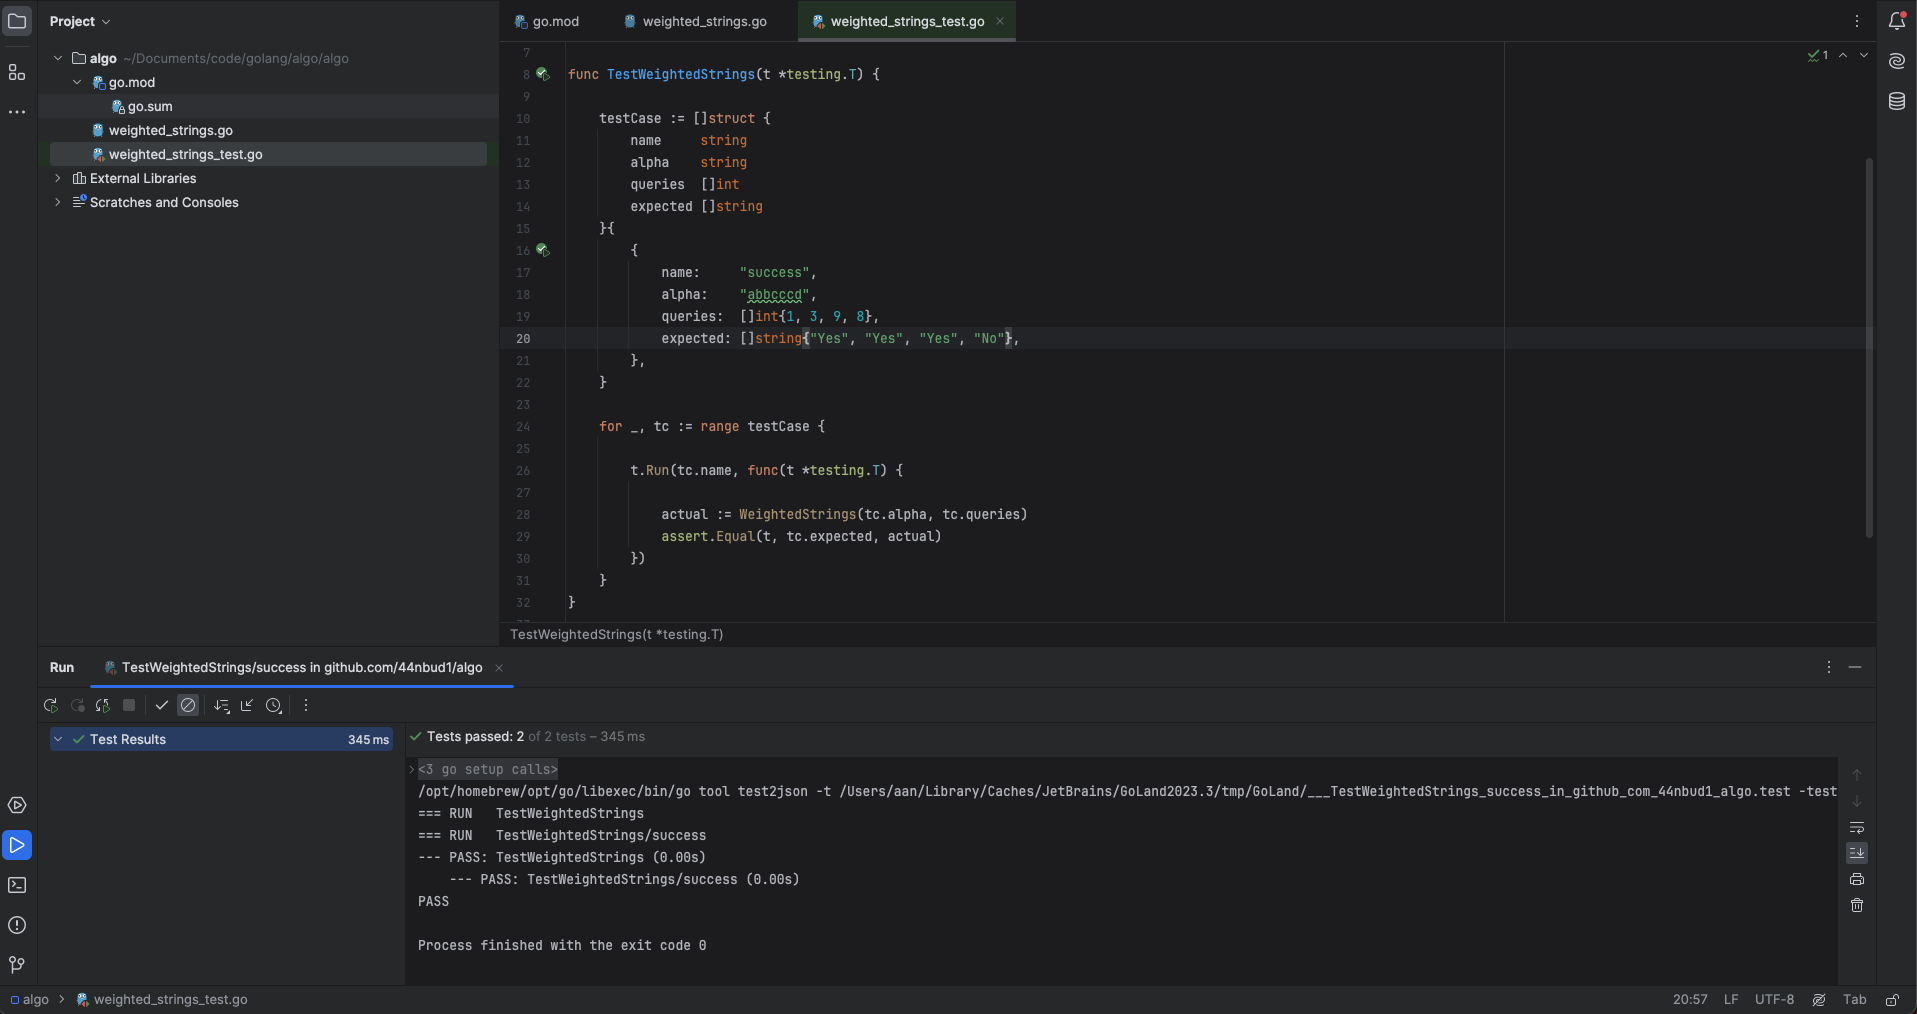 Project
go.mod
weighted_strings.go
weighted_strings_test.go
algo ~/Documents/code/golang/algo/algo
go.mod
go.sum
weighted_strings.go
weighted_strings_test.go
External Libraries
Scratches and Consoles
1
7
8 func TestWeightedStrings(t *testing.T) {
9
10 testCase := []struct {
11 name string
12 alpha string
13 queries []int
14 expected []string
15 }{
16 {
17 name: "success",
18 alpha: "abbcccd",
19 queries: []int{1, 3, 9, 8},
20 expected: []string{"Yes", "Yes", "Yes", "No"},
21 },
22 }
23
24 for _, tc := range testCase {
25
26 t.Run(tc.name, func(t *testing.T) {
27
28 actual := WeightedStrings(tc.alpha, tc.queries)
29 assert.Equal(t, tc.expected, actual)
30 })
31 }
32 }
TestWeightedStrings(t *testing.T)
Run
TestWeightedStrings/success in github.com/44nbud1/algo
Test Results 345 ms
Tests passed: 2 of 2 tests – 345 ms
<3 go setup calls>
/opt/homebrew/opt/go/libexec/bin/go tool test2json -t /Users/aan/Library/Caches/JetBrains/GoLand2023.3/tmp/GoLand/___TestWeightedStrings_success_in_github_com_44nbud1_algo.test -test
=== RUN   TestWeightedStrings
=== RUN   TestWeightedStrings/success
--- PASS: TestWeightedStrings (0.00s)
    --- PASS: TestWeightedStrings/success (0.00s)
PASS
Process finished with the exit code 0
algo
weighted_strings_test.go
20:57
LF
UTF-8
Tab